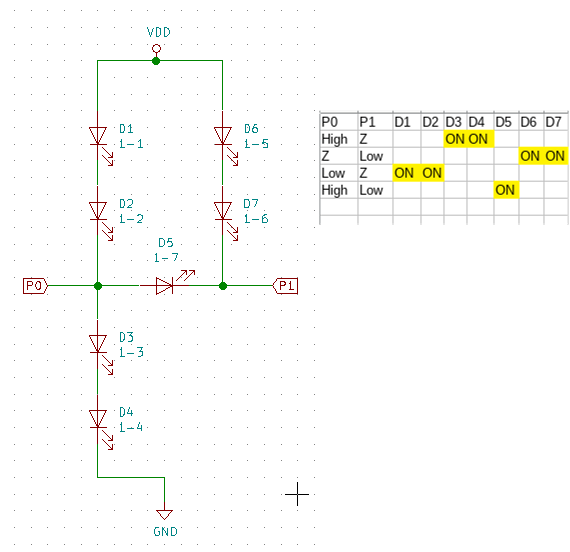 VDD
D1
1-1
D6
1-5
D2
1-2
D7
1-6
D5
1-7
P0
P1
D3
1-3
D4
1-4
GND
P0 P1 D1 D2 D3 D4 D5 D6 D7
High Z ON ON
Z Low ON ON
Low Z ON ON
High Low ON